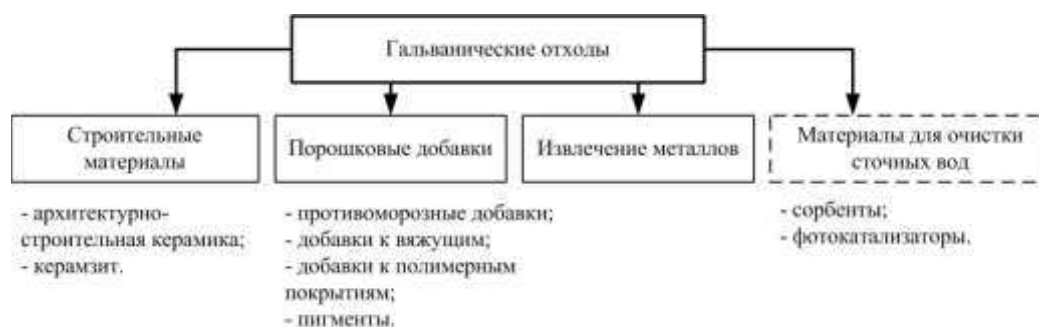 Гальванические отходы
Строительные
материалы
Порошковые добавки
Извлечение металлов
Материалы для очистки
сточных вод
- архитектурно-
строительная керамика;
- керамзит.
- противоморозные добавки;
- добавки к вяжущим;
- добавки к полимерным
покрытиям;
- пигменты.
- сорбенты;
- фотокатализаторы.